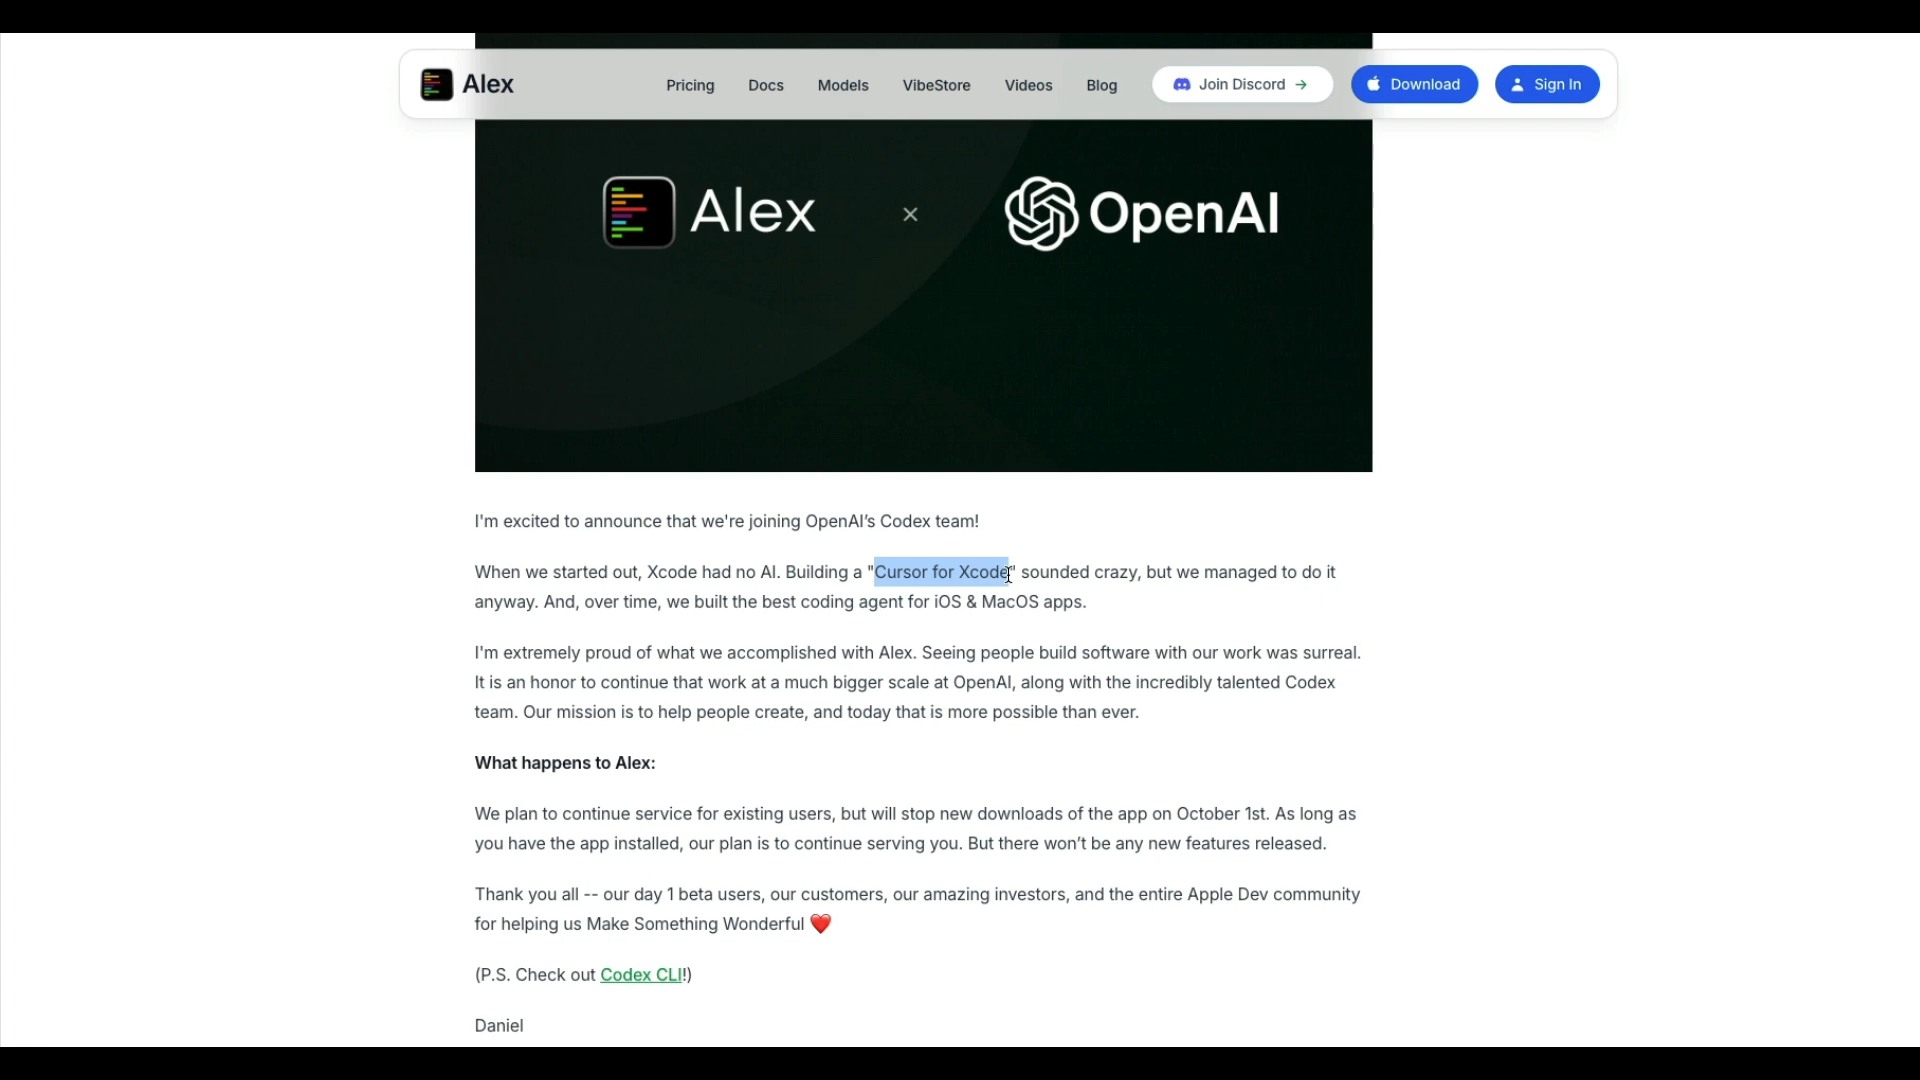 Alex
Pricing
Docs
Models
VibeStore
Videos
Blog
Join Discord →
Download
Sign In
Alex × OpenAI
I'm excited to announce that we're joining OpenAI’s Codex team!
When we started out, Xcode had no AI. Building a "Cursor for Xcode" sounded crazy, but we managed to do it
anyway. And, over time, we built the best coding agent for iOS & MacOS apps.
I'm extremely proud of what we accomplished with Alex. Seeing people build software with our work was surreal.
It is an honor to continue that work at a much bigger scale at OpenAI, along with the incredibly talented Codex
team. Our mission is to help people create, and today that is more possible than ever.
What happens to Alex:
We plan to continue service for existing users, but will stop new downloads of the app on October 1st. As long as
you have the app installed, our plan is to continue serving you. But there won’t be any new features released.
Thank you all -- our day 1 beta users, our customers, our amazing investors, and the entire Apple Dev community
for helping us Make Something Wonderful ❤️
(P.S. Check out Codex CLI!)
Daniel